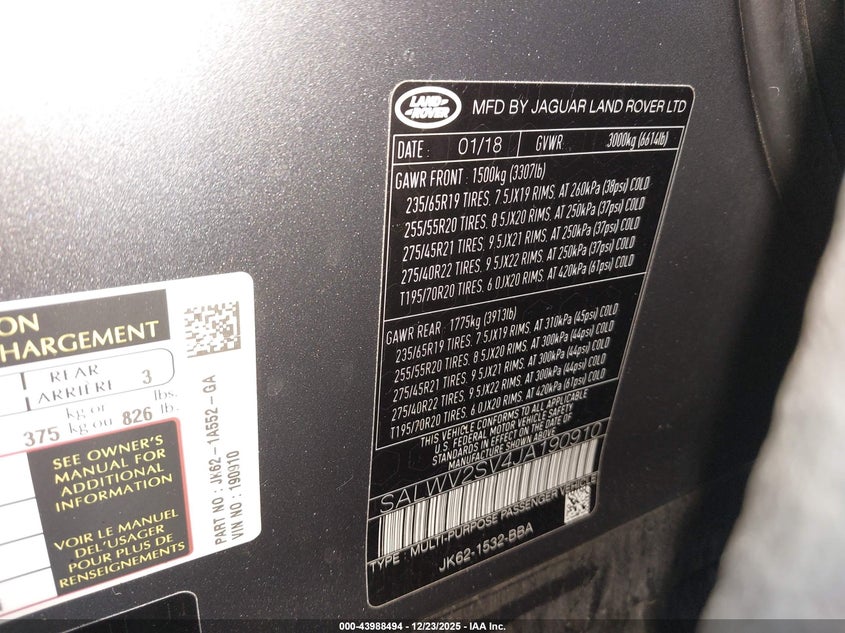 LAND ROVER
MFD BY JAGUAR LAND ROVER LTD
DATE : 01/18 GVWR 3000kg (6614lb)
GAWR FRONT : 1500kg (3307lb)
235/65R19 TIRES, 7.5JX19 RIMS, AT 260kPa (38psi) COLD
255/55R20 TIRES, 8.5JX20 RIMS, AT 250kPa (37psi) COLD
275/45R21 TIRES, 9.5JX21 RIMS, AT 250kPa (37psi) COLD
275/40R22 TIRES, 9.5JX22 RIMS, AT 250kPa (37psi) COLD
T195/70R20 TIRES, 6.0JX20 RIMS, AT 420kPa (61psi) COLD
GAWR REAR : 1775kg (3913lb)
235/65R19 TIRES, 7.5JX19 RIMS, AT 310kPa (45psi) COLD
255/55R20 TIRES, 8.5JX20 RIMS, AT 300kPa (44psi) COLD
275/45R21 TIRES, 9.5JX21 RIMS, AT 300kPa (44psi) COLD
275/40R22 TIRES, 9.5JX22 RIMS, AT 300kPa (44psi) COLD
T195/70R20 TIRES, 6.0JX20 RIMS, AT 420kPa (61psi) COLD
THIS VEHICLE CONFORMS TO ALL APPLICABLE
U.S. FEDERAL MOTOR VEHICLE SAFETY
STANDARDS IN EFFECT ON THE DATE OF
MANUFACTURE SHOWN ABOVE
SALWV2SV4JA190910
TYPE : MULTI-PURPOSE PASSENGER VEHICLE
JK62-1532-BBA
ON
HARGEMENT
REAR
ARRIÈRE 3
375 kg or
kg ou 826 lbs.
lb.
SEE OWNER'S
MANUAL FOR
ADDITIONAL
INFORMATION
VOIR LE MANUEL
DEL'USAGER
POUR PLUS DE
RENSEIGNEMENTS
PART NO : JK62-1A552-GA
VIN NO : 190910
000-43988494 - 12/23/2025 - IAA Inc.